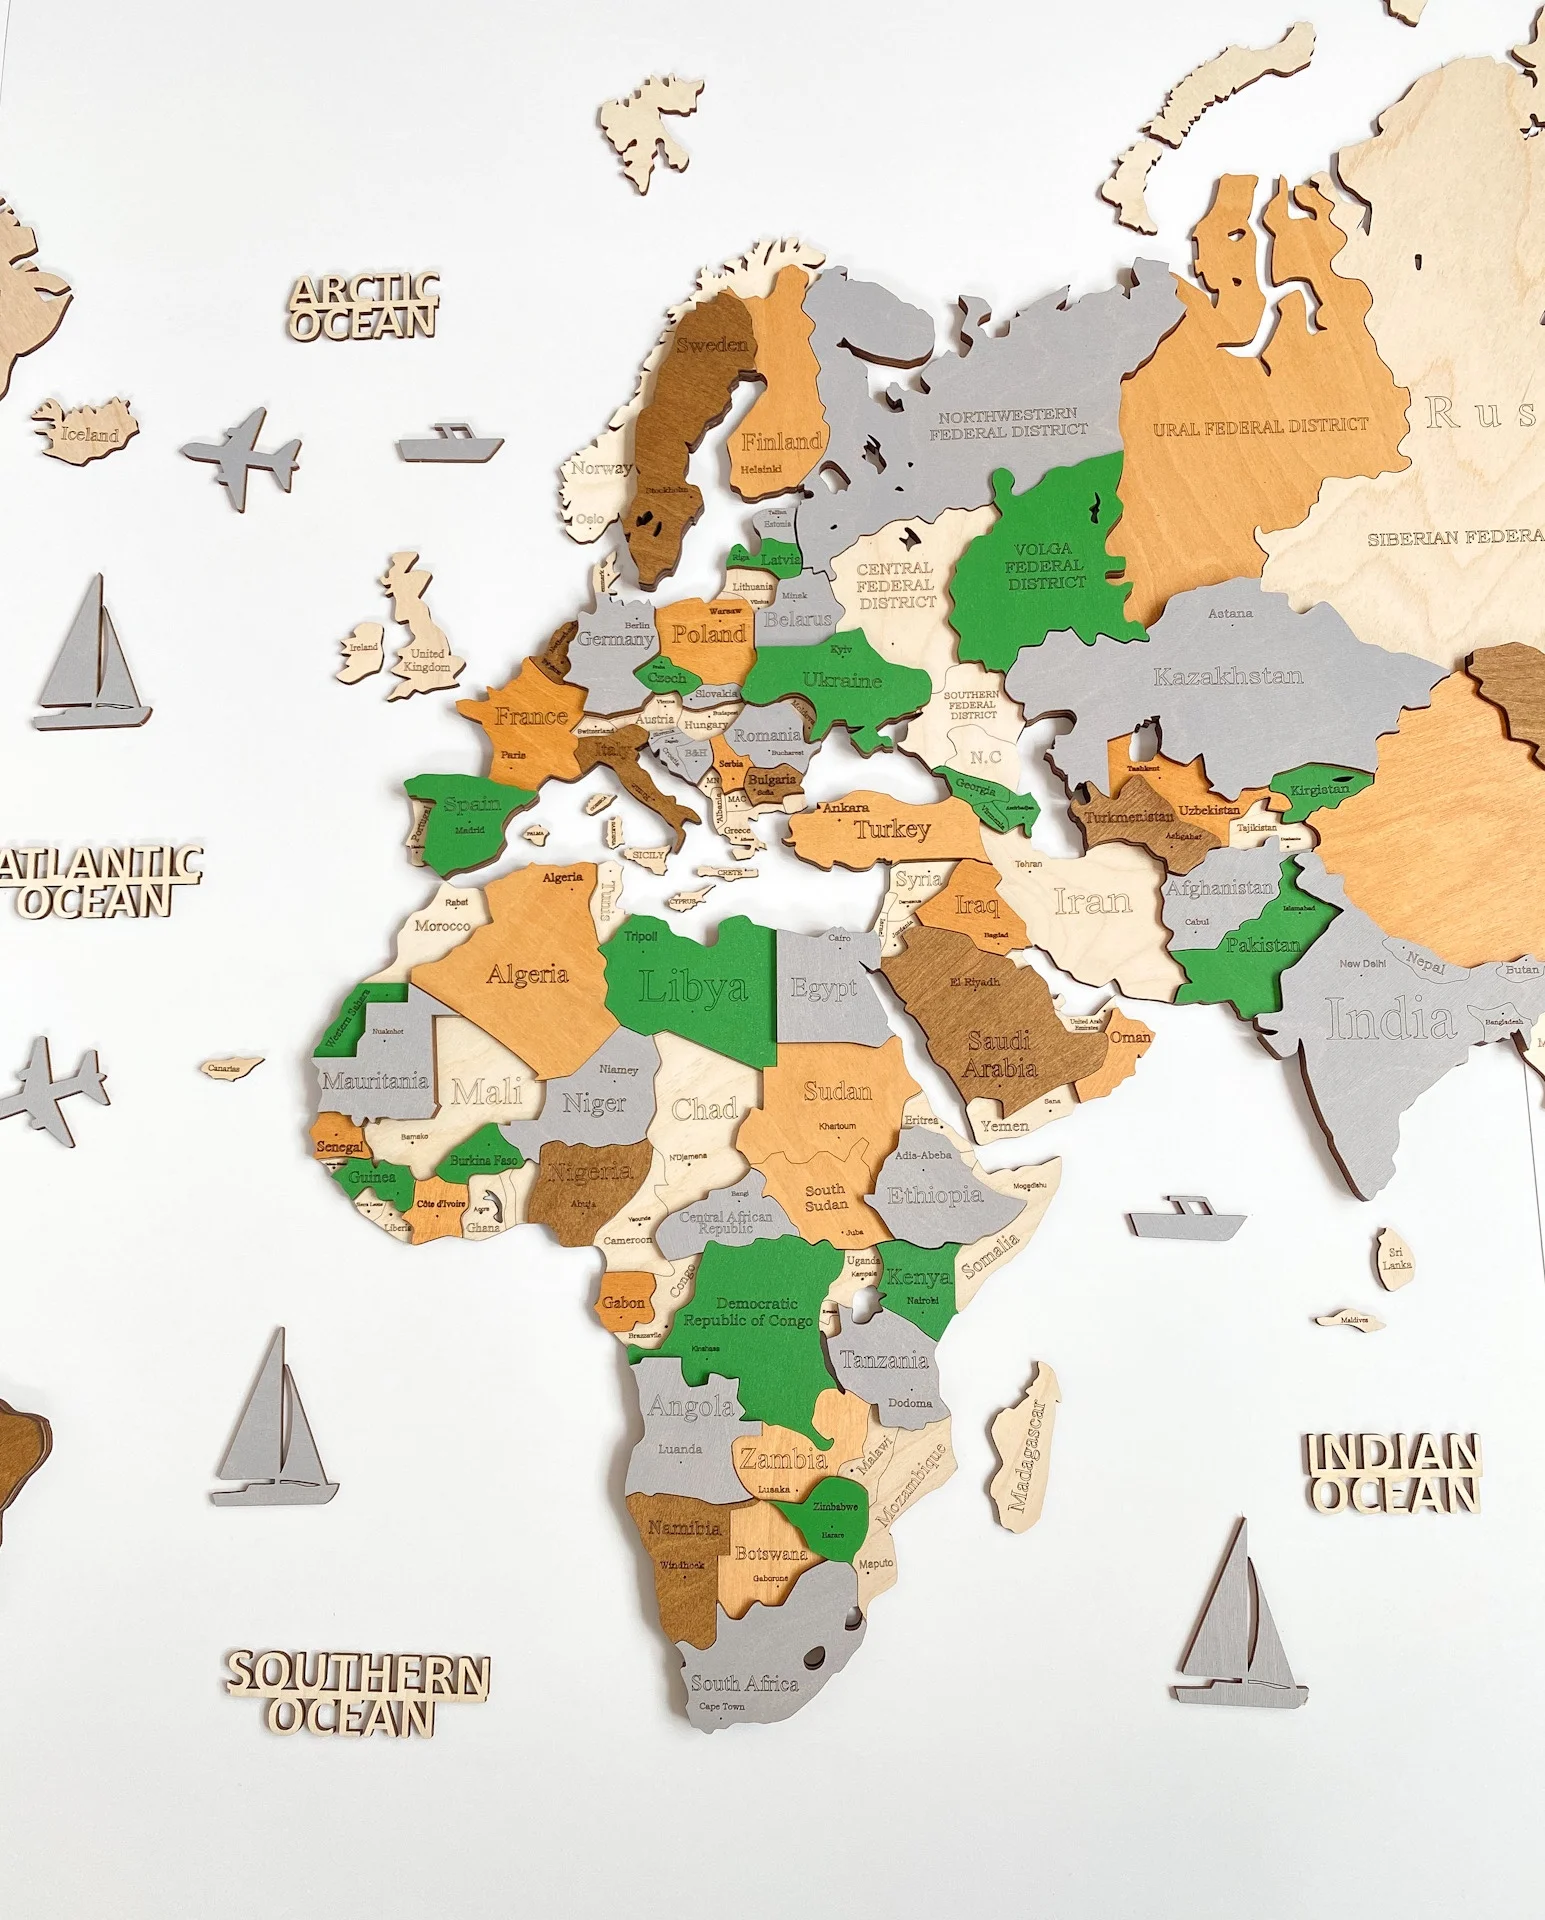 ARCTIC
OCEAN
Iceland
Sweden
Stockholm
Norway
Oslo
Finland
Helsinki
NORTHWESTERN
FEDERAL DISTRICT
URAL FEDERAL DISTRICT
Rus
SIBERIAN FEDERA
VOLGA
FEDERAL
DISTRICT
CENTRAL
FEDERAL
DISTRICT
SOUTHERN
FEDERAL
DISTRICT
N.C
Tallinn
Estonia
Riga
Latvia
Lithuania
Vilnius
Minsk
Belarus
Ireland
United
Kingdom
Berlin
Germany
Warsaw
Poland
Czech
Slovakia
Kyiv
Ukraine
Moldova
France
Paris
Switzerland
Vienna
Austria
Budapest
Hungary
Romania
Bucharest
Italy
Croatia
B&H
Serbia
MN
Bulgaria
Sofia
Albania
MAC
Greece
Athens
Spain
Madrid
Portugal
PALMA
CORSICA
SICILY
CRETE
CYPRUS
Ankara
Turkey
Georgia
Armenia
Azerbaijan
Astana
Kazakhstan
Tashkent
Uzbekistan
Turkmenistan
Ashgabat
Kirgistan
Tajikistan
ATLANTIC
OCEAN
Syria
Damascus
Israel
Jordania
Iraq
Bagdad
Tehran
Iran
Afghanistan
Cabul
Islamabad
Pakistan
New Delhi
India
Nepal
Butan
Bangladesh
El Riyadh
Saudi
Arabia
United Arab
Emirates
Oman
Sana
Yemen
Rabat
Morocco
Algeria
Algeria
Tunis
Tripoli
Libya
Cairo
Egypt
Western Sahara
Canarias
Nuakohot
Mauritania
Mali
Bamako
Niamey
Niger
Chad
N'Djamena
Sudan
Khartoum
Eritrea
Adis-Abeba
Ethiopia
Mogadishu
Somalia
South
Sudan
Juba
Senegal
Guinea
Sierra Leone
Liberia
Côte d'Ivoire
Burkina Faso
Accra
Ghana
Nigeria
Abuja
Yaounde
Cameroon
Bangi
Central African
Republic
Gabon
Congo
Brazzavile
Democratic
Republic of Congo
Kinshasa
Uganda
Kampala
Kenya
Nairobi
Tanzania
Dodoma
Angola
Luanda
Zambia
Lusaka
Malawi
Mozambique
Maputo
Zimbabwe
Harare
Namibia
Windhoek
Botswana
Gaborone
South Africa
Cape Town
Madagascar
Sri
Lanka
Maldives
INDIAN
OCEAN
SOUTHERN
OCEAN